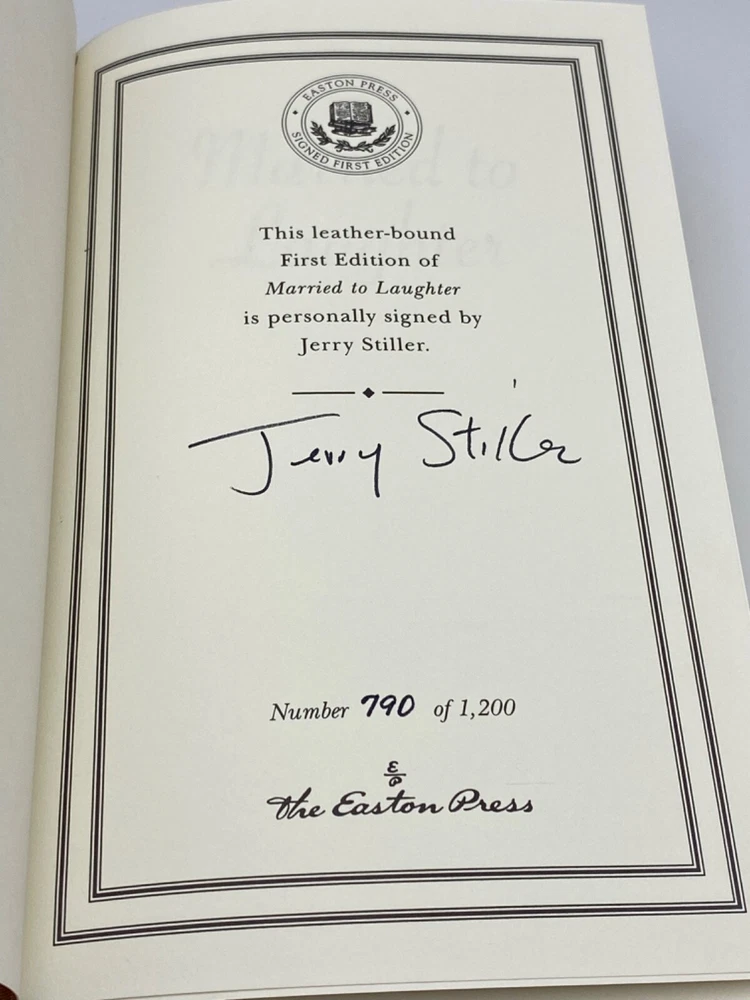 EASTON PRESS
SIGNED FIRST EDITION
This leather-bound
First Edition of
Married to Laughter
is personally signed by
Jerry Stiller.
Jerry Stiller
Number 790 of 1,200
E/P
The Easton Press